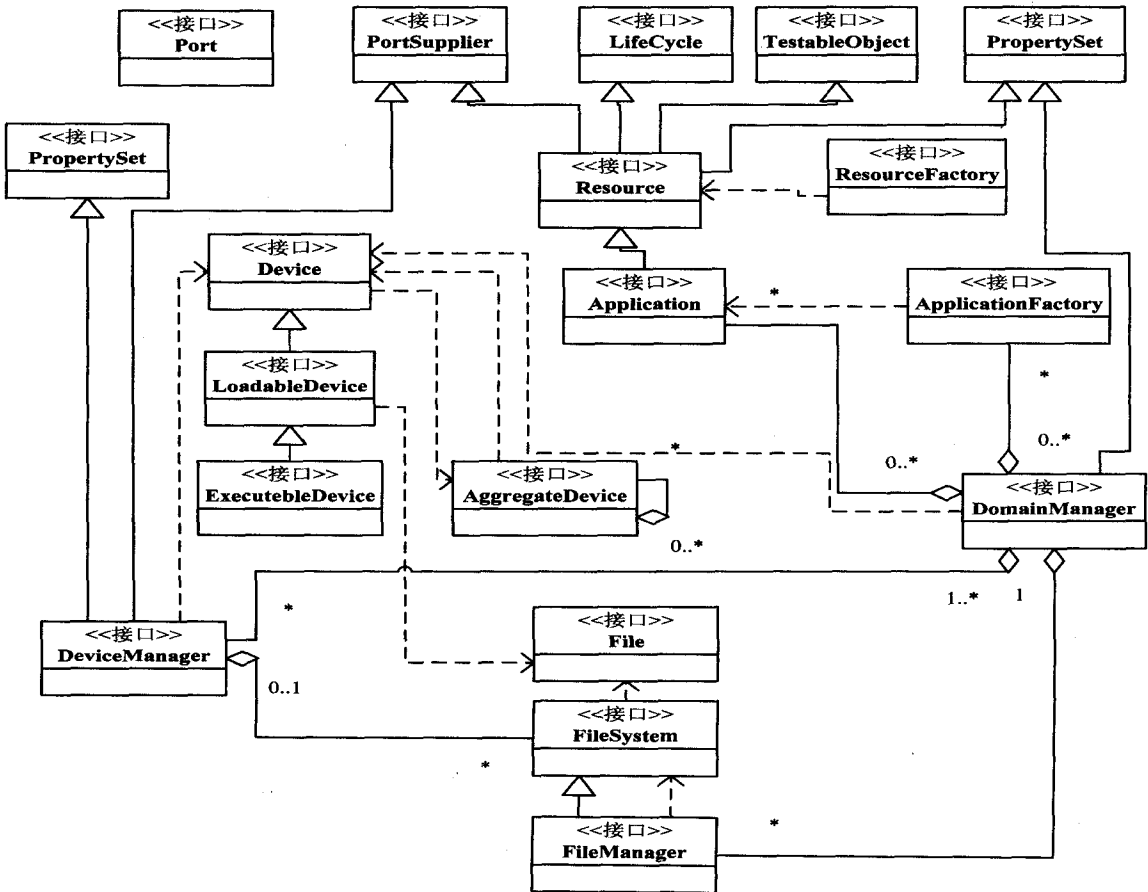 <<接口>>
Port
<<接口>>
PortSupplier
<<接口>>
LifeCycle
<<接口>>
TestableObject
<<接口>>
PropertySet
<<接口>>
PropertySet
<<接口>>
Resource
<<接口>>
ResourceFactory
<<接口>>
Device
<<接口>>
Application
*
<<接口>>
ApplicationFactory
<<接口>>
LoadableDevice
*
<<接口>>
ExecutebleDevice
<<接口>>
AggregateDevice
*
0..*
0..*
<<接口>>
DomainManager
0..*
1..*
1
*
<<接口>>
DeviceManager
0..1
<<接口>>
File
<<接口>>
FileSystem
*
<<接口>>
FileManager
*